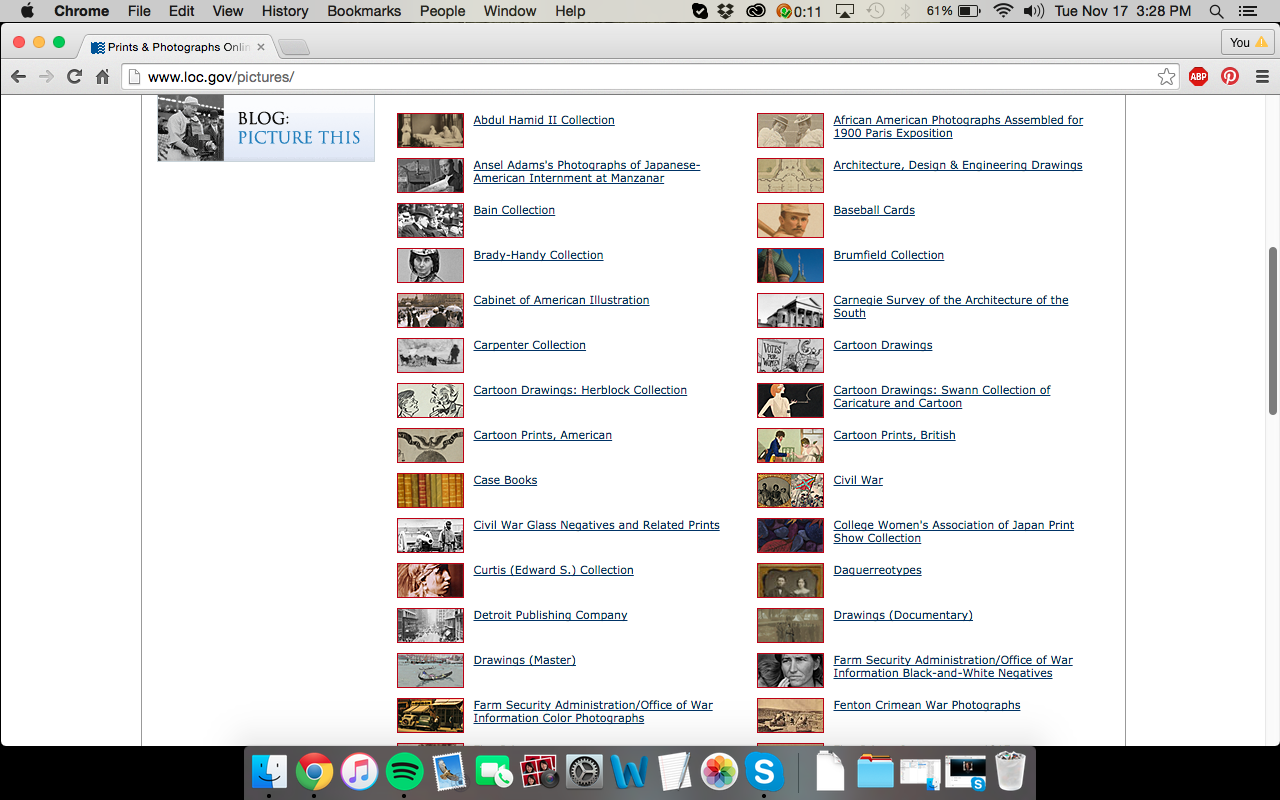 Chrome File Edit View History Bookmarks People Window Help 0:11 61% Tue Nov 17 3:28 PM
Prints & Photographs Onlin
You
www.loc.gov/pictures/
ABP
BLOG:
PICTURE THIS
Abdul Hamid II Collection
African American Photographs Assembled for
1900 Paris Exposition
Ansel Adams's Photographs of Japanese-
American Internment at Manzanar
Architecture, Design & Engineering Drawings
Bain Collection
Baseball Cards
Brady-Handy Collection
Brumfield Collection
Cabinet of American Illustration
Carnegie Survey of the Architecture of the
South
Carpenter Collection
VOTES
FOR
WOMEN
Cartoon Drawings
Cartoon Drawings: Herblock Collection
Cartoon Drawings: Swann Collection of
Caricature and Cartoon
Cartoon Prints, American
Cartoon Prints, British
Case Books
Civil War
Civil War Glass Negatives and Related Prints
College Women's Association of Japan Print
Show Collection
Curtis (Edward S.) Collection
Daguerreotypes
Detroit Publishing Company
Drawings (Documentary)
Drawings (Master)
Farm Security Administration/Office of War
Information Black-and-White Negatives
Farm Security Administration/Office of War
Information Color Photographs
Fenton Crimean War Photographs